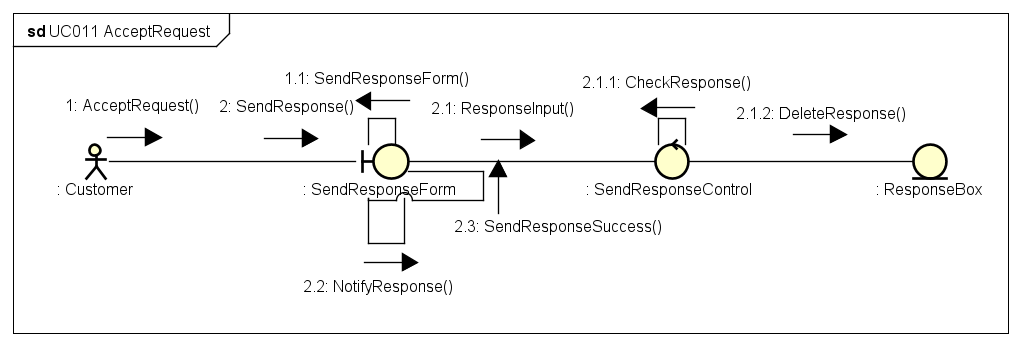 sd UC011 AcceptRequest
1.1: SendResponseForm()
2.1.1: CheckResponse()
1: AcceptRequest()
2: SendResponse()
2.1: ResponseInput()
2.1.2: DeleteResponse()
: Customer
: SendResponseForm
: SendResponseControl
: ResponseBox
2.3: SendResponseSuccess()
2.2: NotifyResponse()